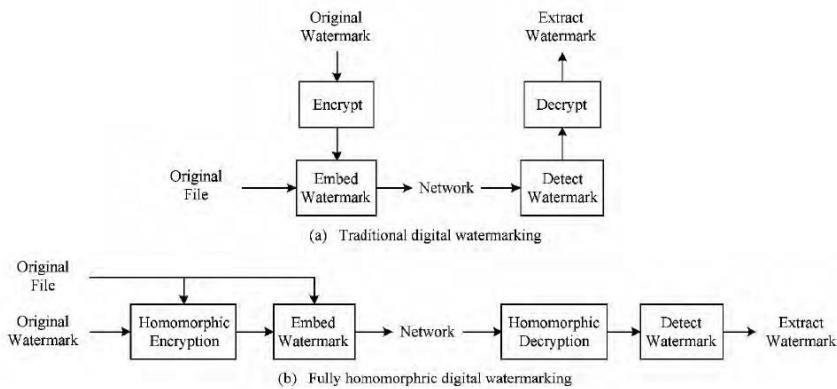 Original
Watermark
Extract
Watermark
Encrypt
Decrypt
Original
File
Embed
Watermark
Network
Detect
Watermark
(a) Traditional digital watermarking
Original
File
Original
Watermark
Homomorphic
Encryption
Embed
Watermark
Network
Homomorphic
Decryption
Detect
Watermark
Extract
Watermark
(b) Fully homomorphric digital watermarking